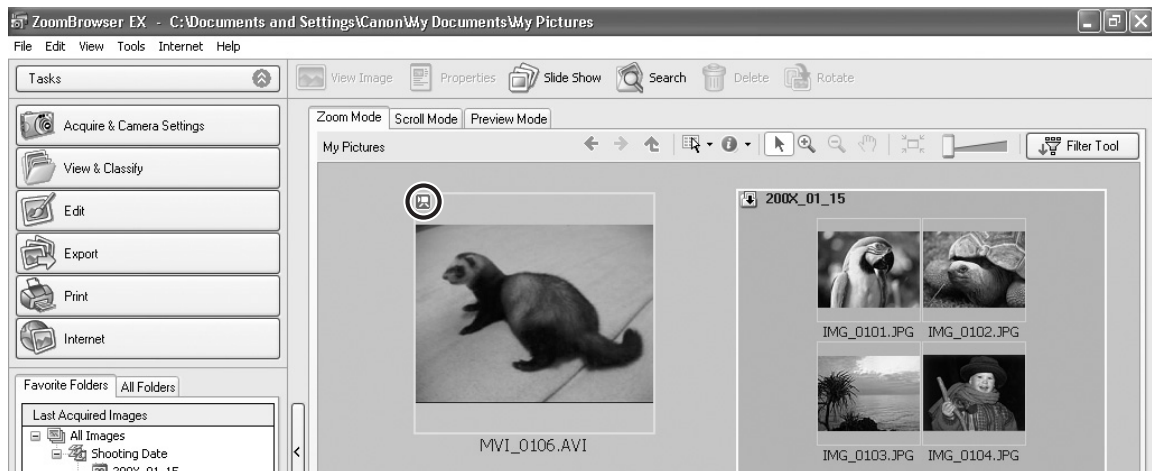 ZoomBrowser EX - C:\Documents and Settings\Canon\My Documents\My Pictures
File Edit View Tools Internet Help
Tasks
View Image Properties Slide Show Search Delete Rotate
Acquire & Camera Settings
View & Classify
Edit
Export
Print
Internet
Zoom Mode Scroll Mode Preview Mode
My Pictures
Filter Tool
MVI_0106.AVI
200X_01_15
IMG_0101.JPG IMG_0102.JPG
IMG_0103.JPG IMG_0104.JPG
Favorite Folders All Folders
Last Acquired Images
All Images
Shooting Date
200X_01_15